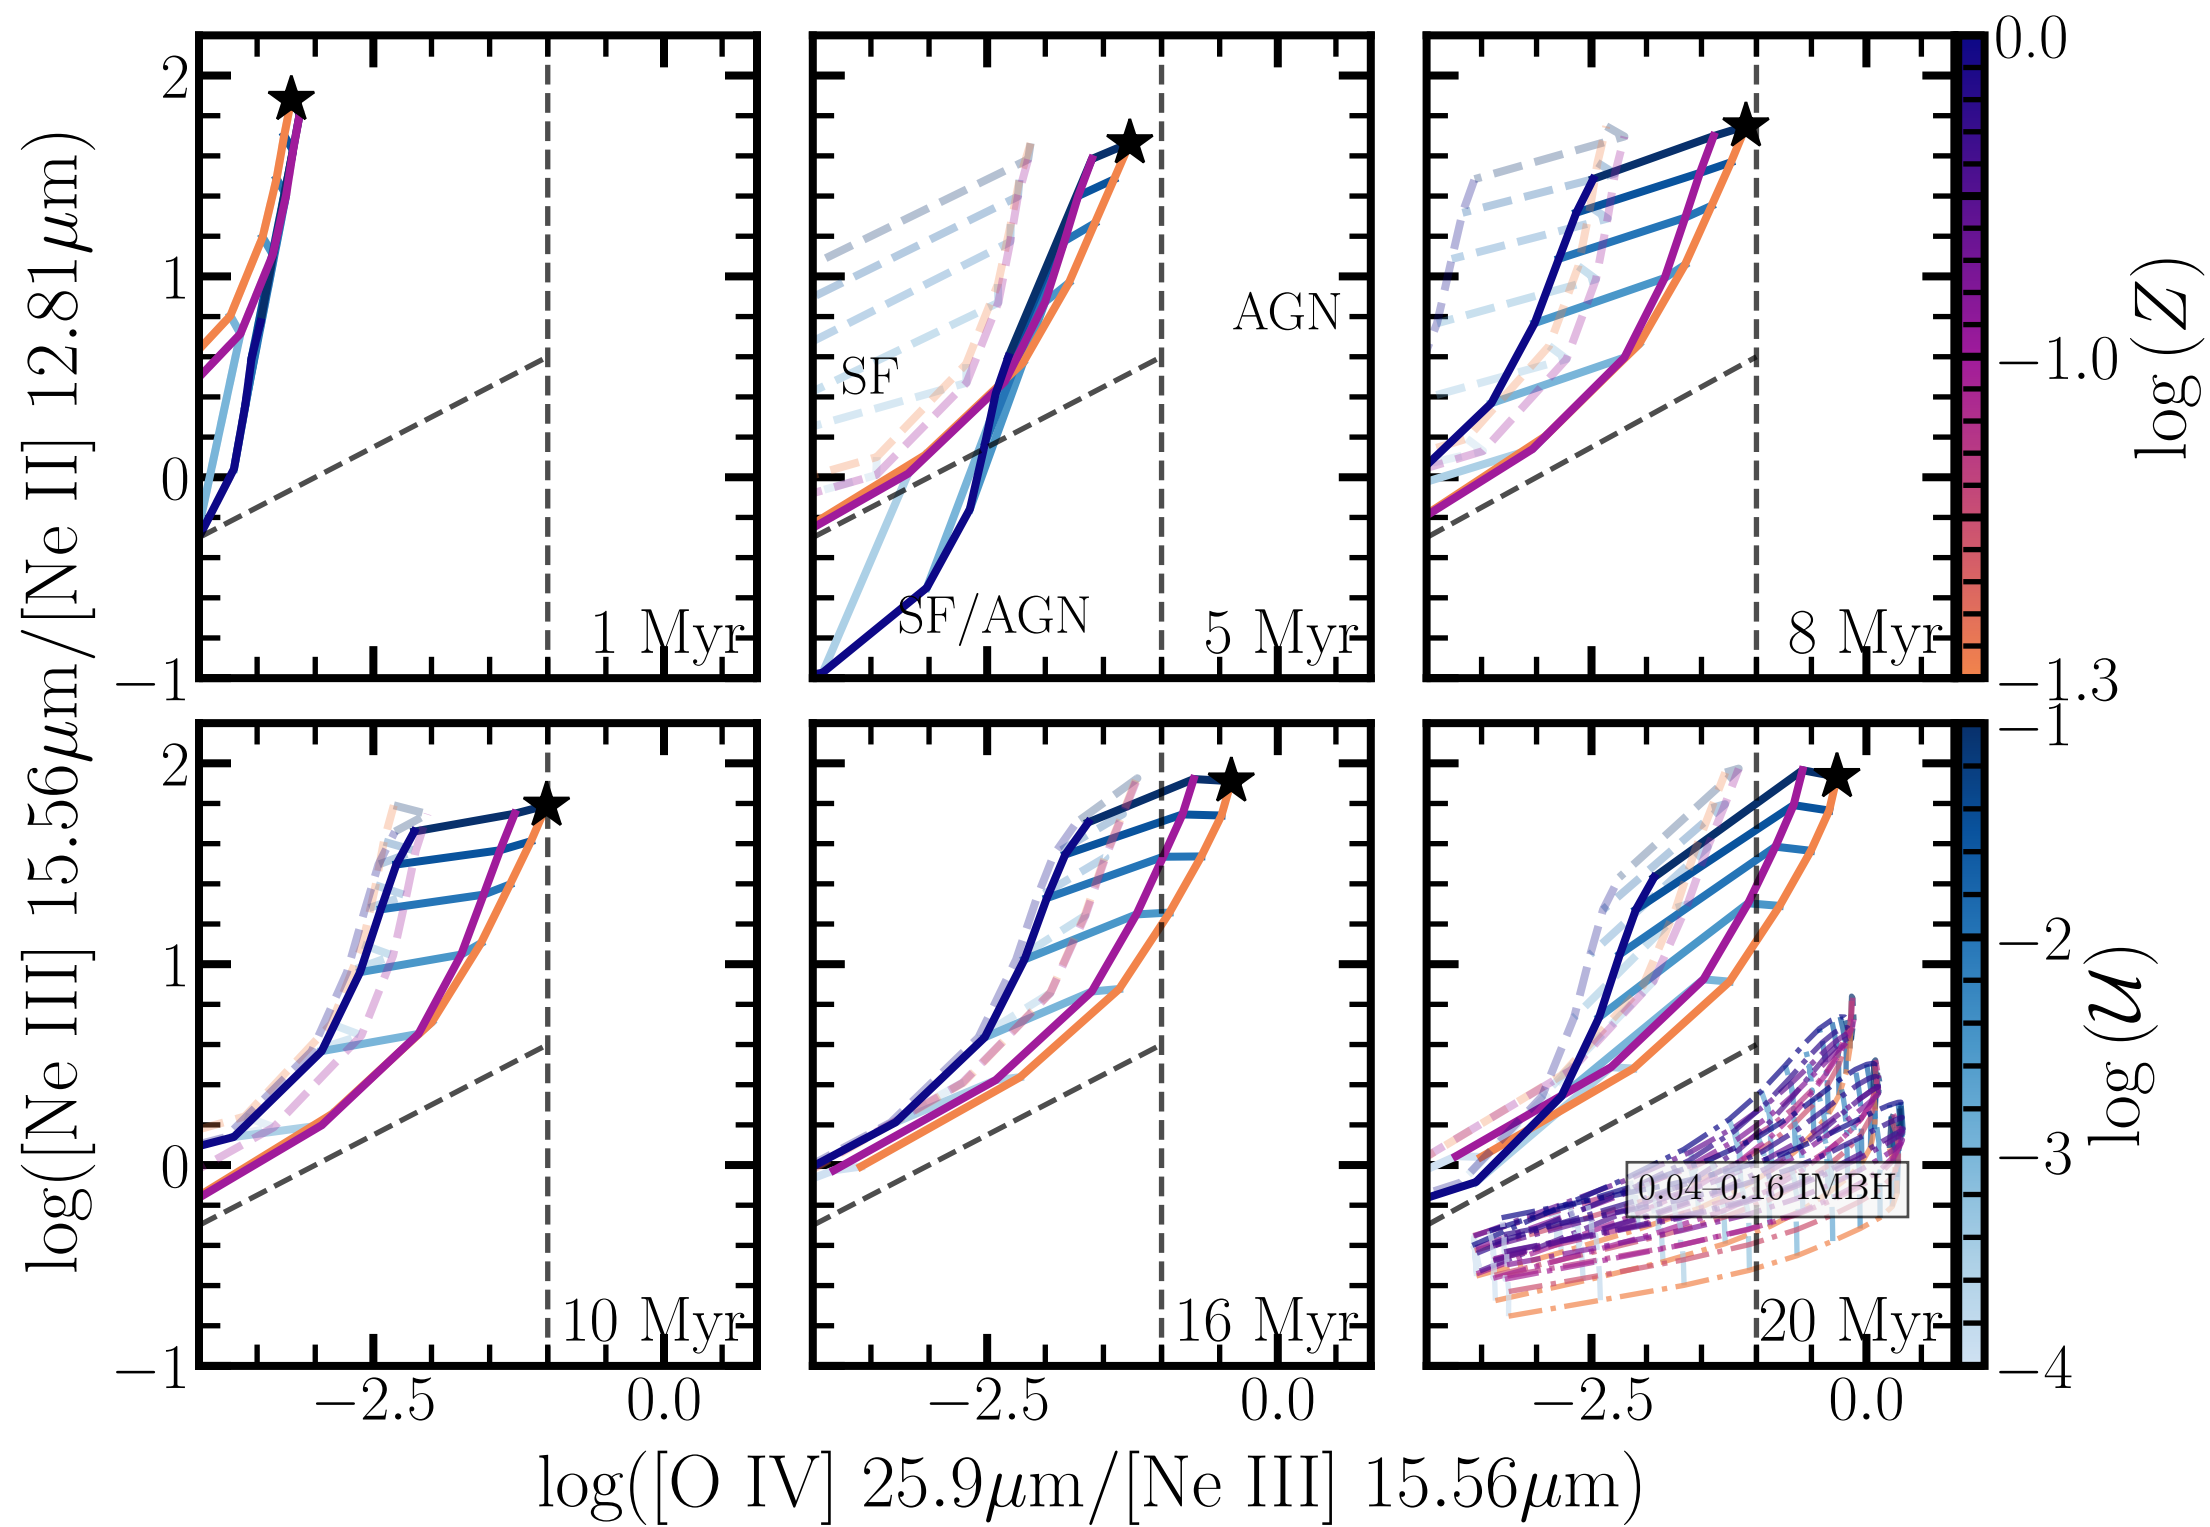 log([Ne III] 15.56μm/[Ne II] 12.81μm)
2
1
0
−1
1 Myr
SF
AGN
SF/AGN
5 Myr
8 Myr
0.0
−1.0
−1.3
log (Z)
2
1
0
−1
10 Myr
16 Myr
0.04–0.16 IMBH
20 Myr
−1
−2
−3
−4
log (𝒰)
−2.5 0.0
−2.5 0.0
−2.5 0.0
log([O IV] 25.9μm/[Ne III] 15.56μm)